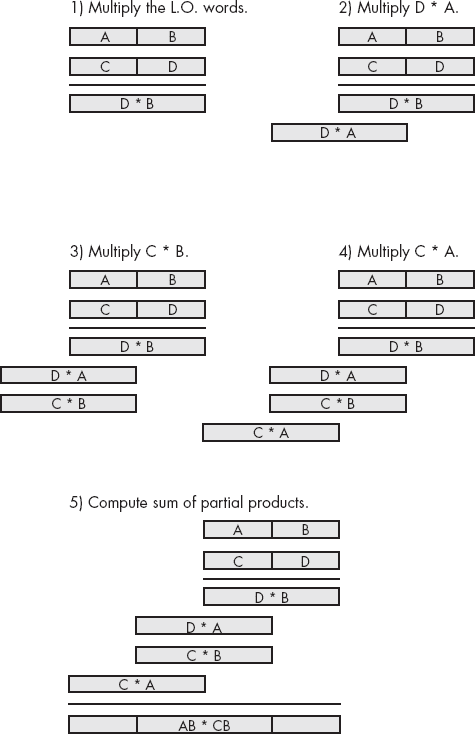 1) Multiply the L.O. words.
A B
C D
D * B
2) Multiply D * A.
A B
C D
D * B
D * A
3) Multiply C * B.
A B
C D
D * B
D * A
C * B
4) Multiply C * A.
A B
C D
D * B
D * A
C * B
C * A
5) Compute sum of partial products.
A B
C D
D * B
D * A
C * B
C * A
AB * CB